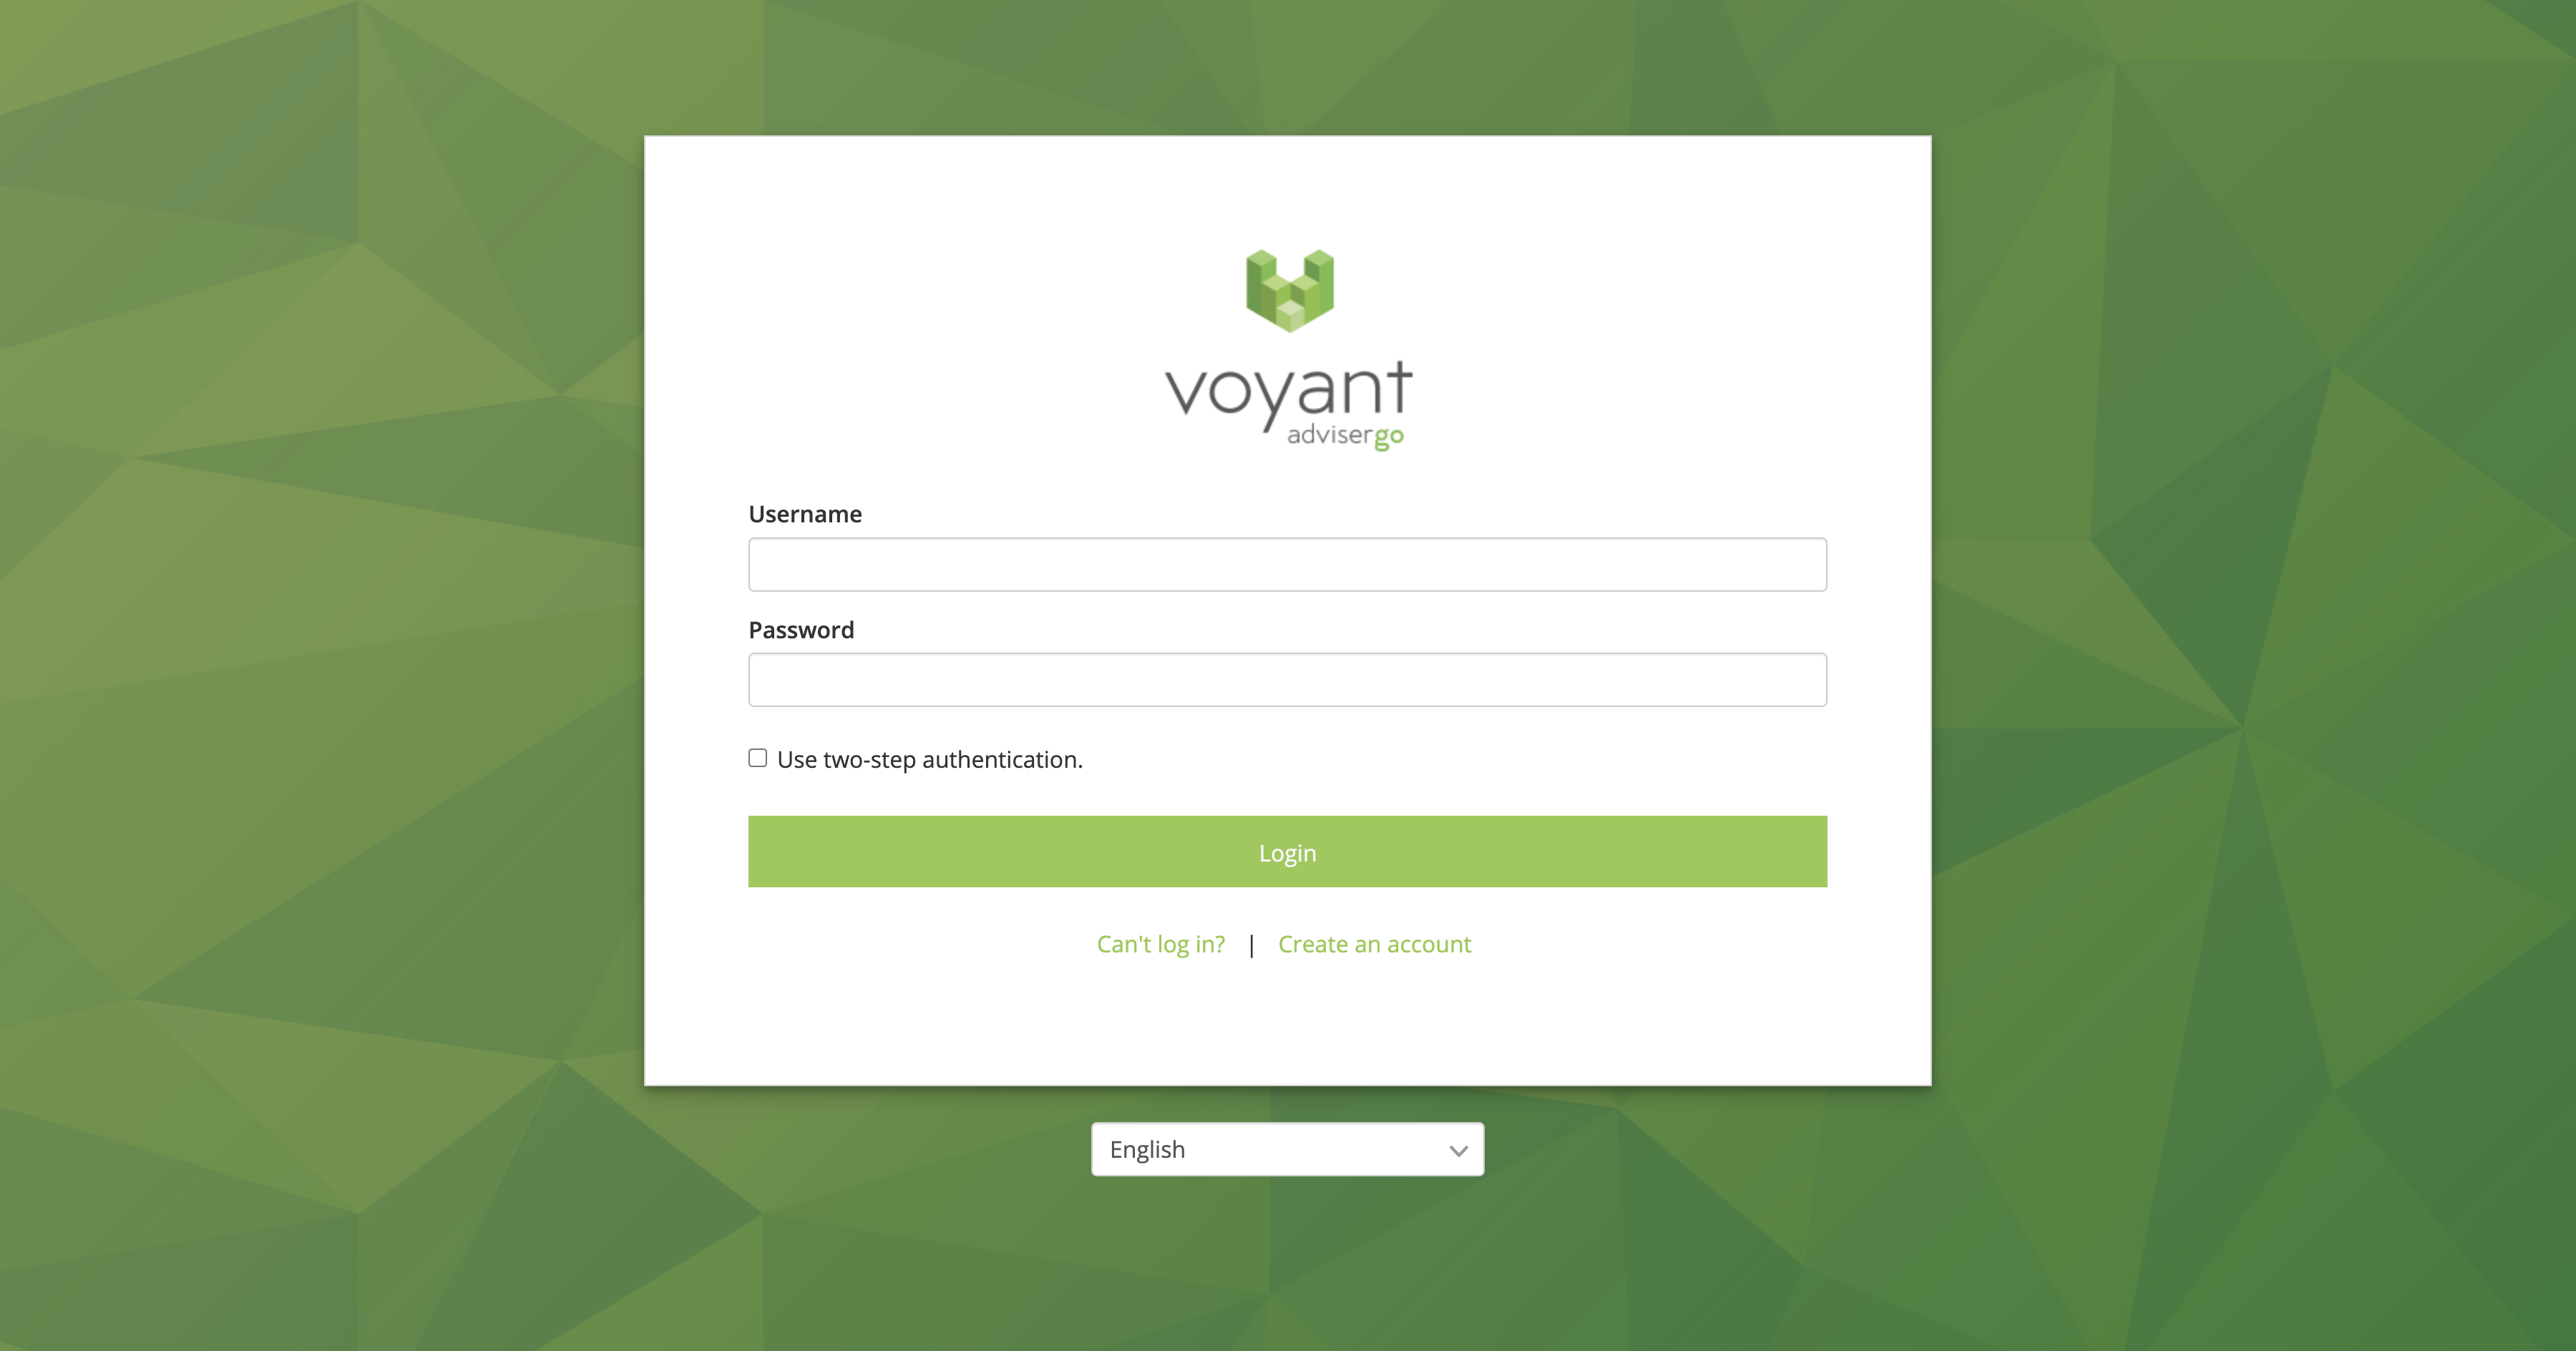 voyant
advisergo
Username
Password
Use two-step authentication.
Login
Can't log in? | Create an account
English